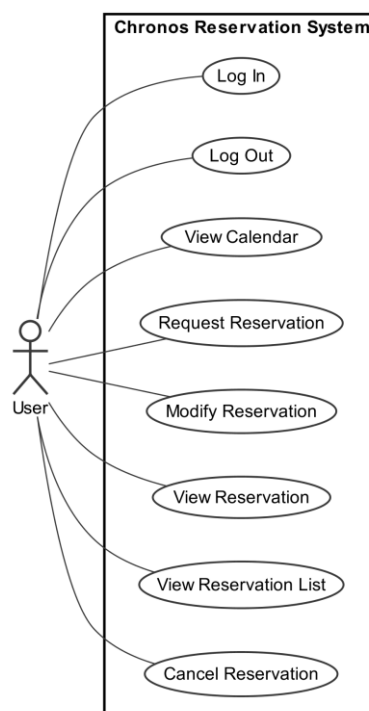 Chronos Reservation System
Log In
Log Out
View Calendar
Request Reservation
Modify Reservation
User
View Reservation
View Reservation List
Cancel Reservation